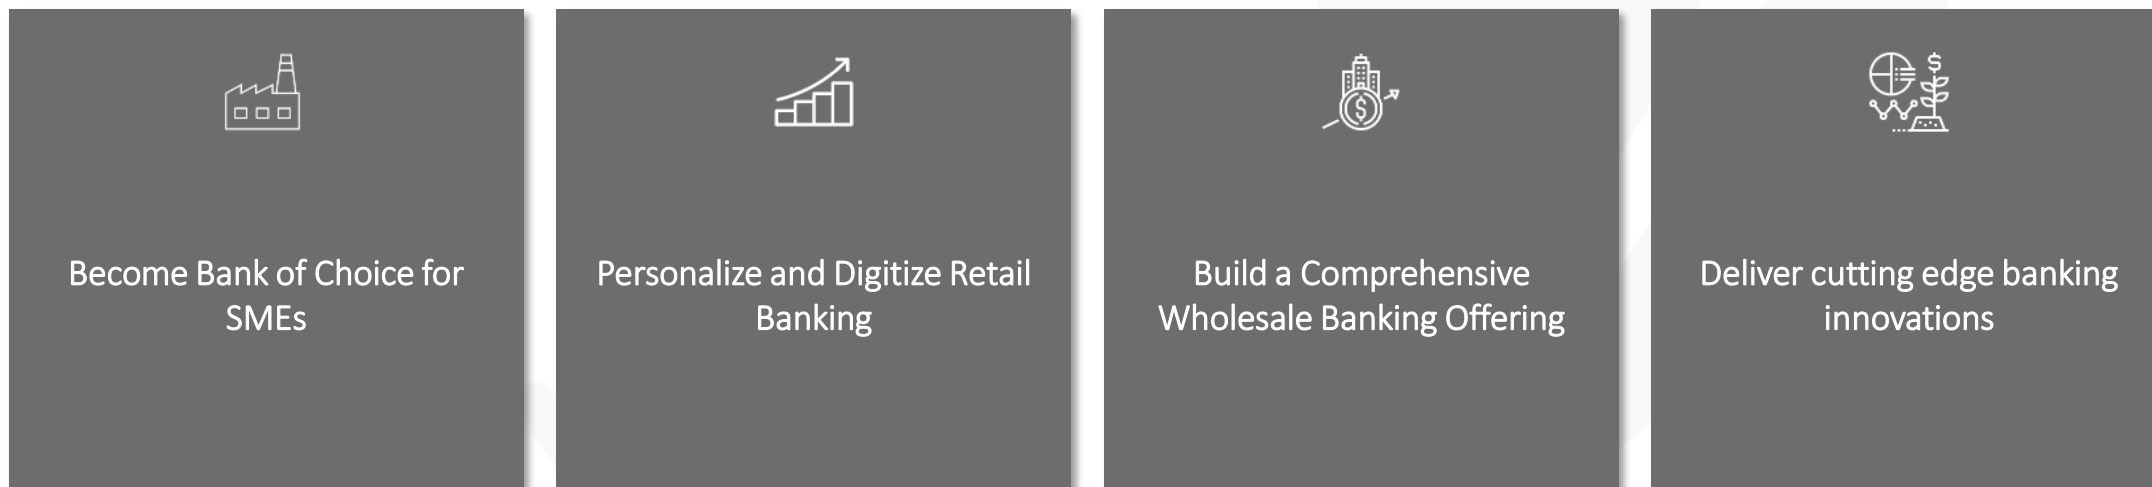 Become Bank of Choice for
SMEs
Personalize and Digitize Retail
Banking
Build a Comprehensive
Wholesale Banking Offering
Deliver cutting edge banking
innovations